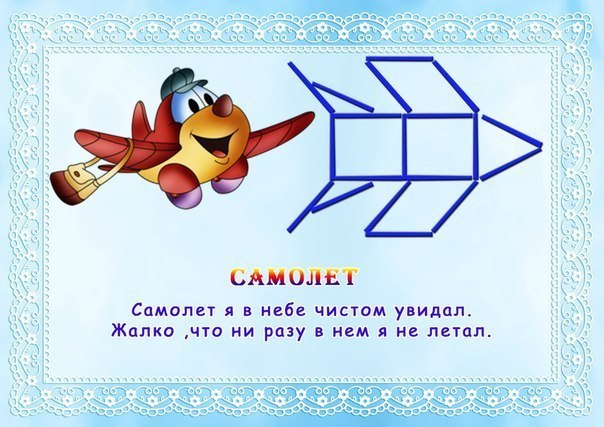 САМОЛЕТ
Самолет я в небе чистом увидал.
Жалко ,что ни разу в нем я не летал.